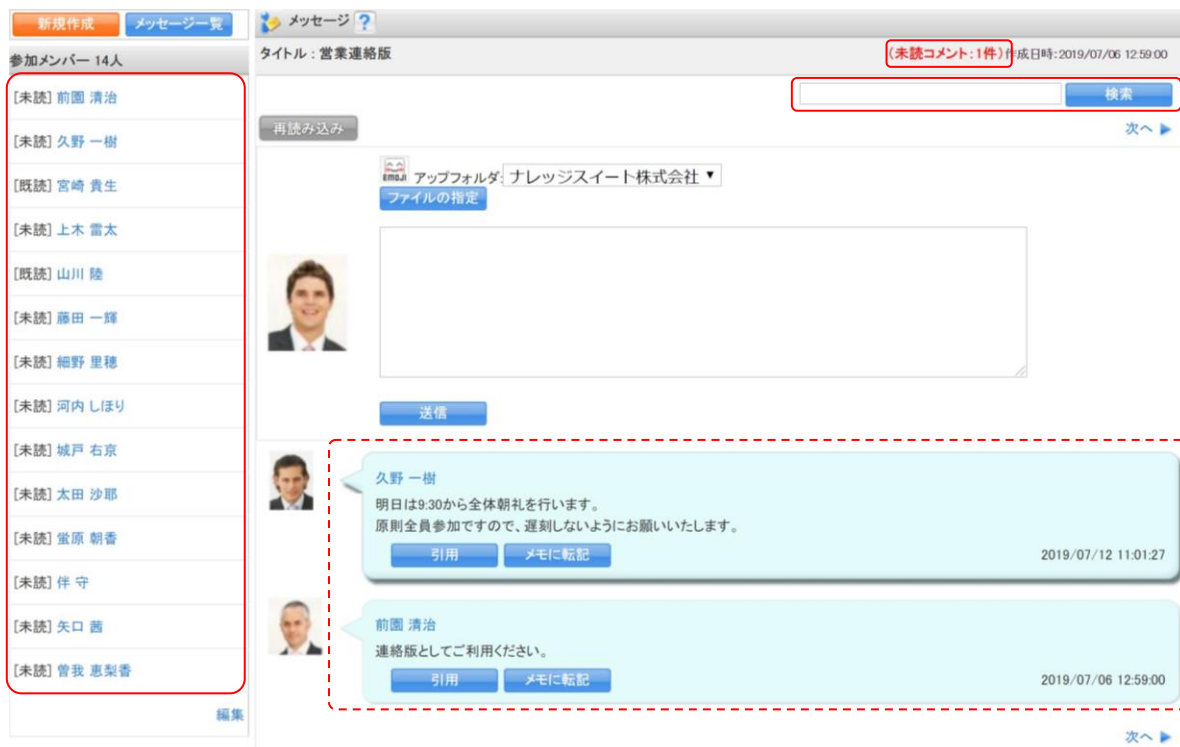 新規作成 メッセージ一覧
参加メンバー 14人
[未読] 前園 清治
[未読] 久野 一樹
[既読] 宮崎 貴生
[未読] 上木 雷太
[既読] 山川 陸
[未読] 藤田 一輝
[未読] 細野 里穂
[未読] 河内 しほり
[未読] 城戸 右京
[未読] 太田 沙耶
[未読] 蛍原 朝香
[未読] 伴 守
[未読] 矢口 茜
[未読] 曽我 恵梨香
編集
メッセージ ?
タイトル : 営業連絡版 (未読コメント:1件) 作成日時:2019/07/06 12:59:00
検索
再読み込み 次へ ▶
EMOJI アップフォルダ: ナレッジスイート株式会社 ▼
ファイルの指定
送信
久野 一樹
明日は9:30から全体朝礼を行います。
原則全員参加ですので、遅刻しないようにお願いいたします。
引用 メモに転記 2019/07/12 11:01:27
前園 清治
連絡版としてご利用ください。
引用 メモに転記 2019/07/06 12:59:00
次へ ▶